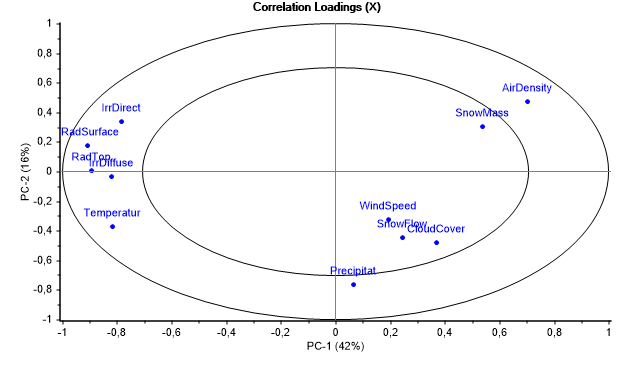 Correlation Loadings (X)
1
0,8
0,6
0,4
0,2
0
-0,2
-0,4
-0,6
-0,8
-1
PC-2 (16%)
AirDensity
SnowMass
IrrDirect
RadSurface
RadTop
IrrDiffuse
Temperatur
WindSpeed
SnowFlow
CloudCover
Precipitat
-1 -0,8 -0,6 -0,4 -0,2 0 0,2 0,4 0,6 0,8 1
PC-1 (42%)